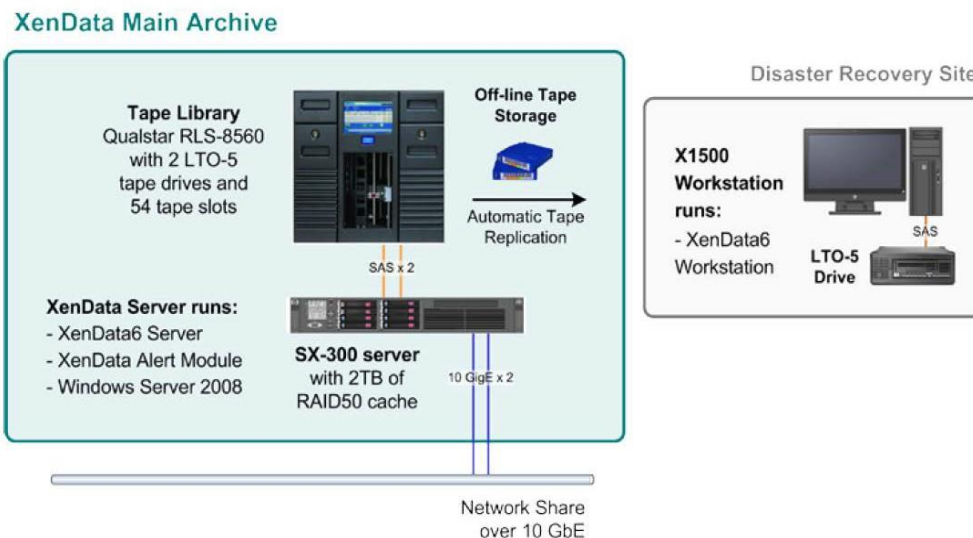 XenData Main Archive
Tape Library
Qualstar RLS-8560
with 2 LTO-5
tape drives and
54 tape slots
Off-line Tape
Storage
Automatic Tape
Replication
SAS x 2
XenData Server runs:
- XenData6 Server
- XenData Alert Module
- Windows Server 2008
SX-300 server
with 2TB of
RAID50 cache
10 GigE x 2
Network Share
over 10 GbE
Disaster Recovery Site
X1500
Workstation
runs:
- XenData6
Workstation
SAS
LTO-5
Drive